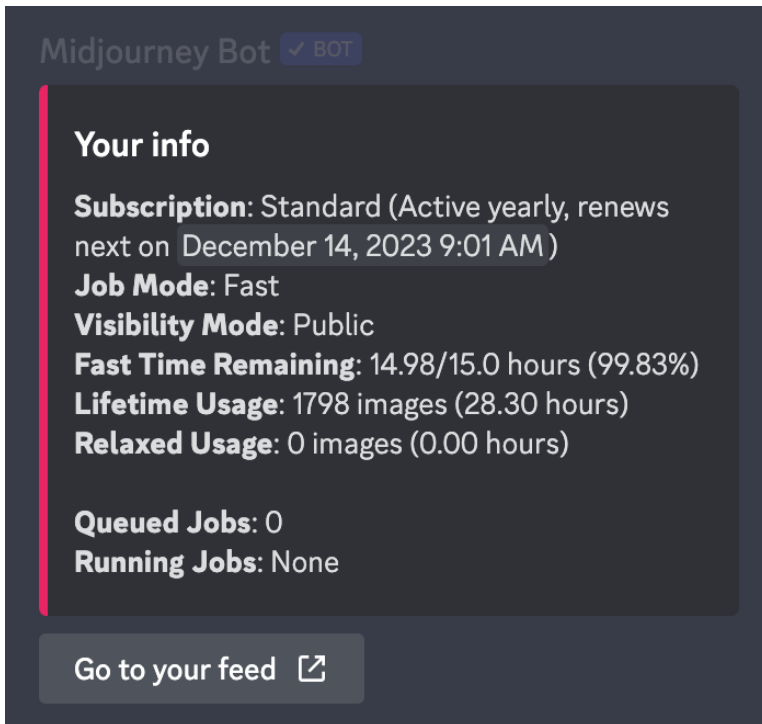 Midjourney Bot ✓ BOT
Your info
Subscription: Standard (Active yearly, renews
next on December 14, 2023 9:01 AM)
Job Mode: Fast
Visibility Mode: Public
Fast Time Remaining: 14.98/15.0 hours (99.83%)
Lifetime Usage: 1798 images (28.30 hours)
Relaxed Usage: 0 images (0.00 hours)
Queued Jobs: 0
Running Jobs: None
Go to your feed